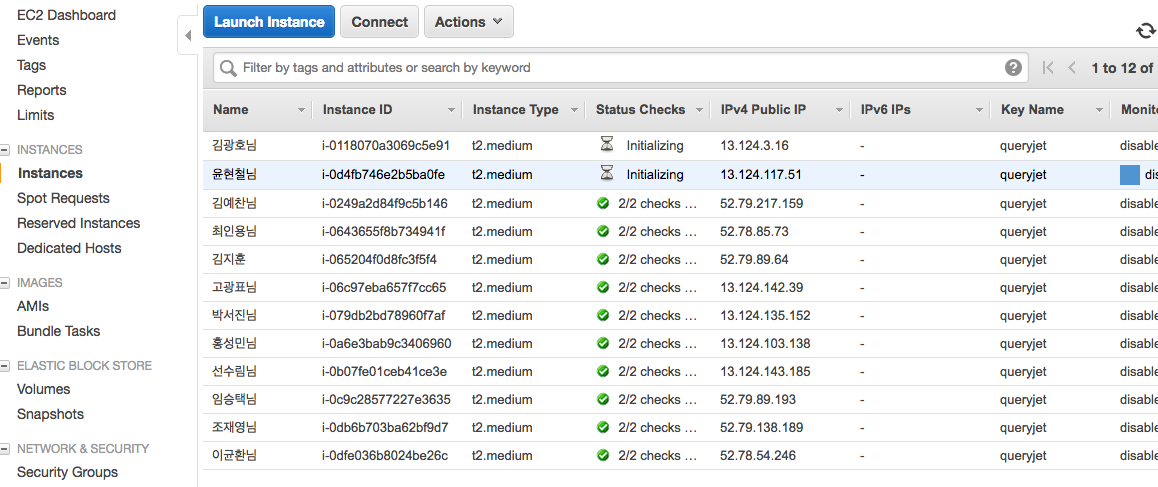 EC2 Dashboard
Events
Tags
Reports
Limits
INSTANCES
Instances
Spot Requests
Reserved Instances
Dedicated Hosts
IMAGES
AMIs
Bundle Tasks
ELASTIC BLOCK STORE
Volumes
Snapshots
NETWORK & SECURITY
Security Groups
Launch Instance Connect Actions
Filter by tags and attributes or search by keyword 1 to 12 of
Name Instance ID Instance Type Status Checks IPv4 Public IP IPv6 IPs Key Name Monito
김광호님 i-0118070a3069c5e91 t2.medium Initializing 13.124.3.16 - queryjet disable
윤현철님 i-0d4fb746e2b5ba0fe t2.medium Initializing 13.124.117.51 - queryjet dis
김예찬님 i-0249a2d84f9c5b146 t2.medium 2/2 checks ... 52.79.217.159 - queryjet disable
최인용님 i-0643655f8b734941f t2.medium 2/2 checks ... 52.78.85.73 - queryjet disable
김지훈 i-065204f0d8fc3f5f4 t2.medium 2/2 checks ... 52.79.89.64 - queryjet disable
고광표님 i-06c97eba657f7cc65 t2.medium 2/2 checks ... 13.124.142.39 - queryjet disable
박서진님 i-079db2bd78960f7af t2.medium 2/2 checks ... 13.124.135.152 - queryjet disable
홍성민님 i-0a6e3bab9c3406960 t2.medium 2/2 checks ... 13.124.103.138 - queryjet disable
선수림님 i-0b07fe01ceb41ce3e t2.medium 2/2 checks ... 13.124.143.185 - queryjet disable
임승택님 i-0c9c28577227e3635 t2.medium 2/2 checks ... 52.79.89.193 - queryjet disable
조재영님 i-0db6b703ba62bf9d7 t2.medium 2/2 checks ... 52.79.138.189 - queryjet disable
이균환님 i-0dfe036b8024be26c t2.medium 2/2 checks ... 52.78.54.246 - queryjet disable